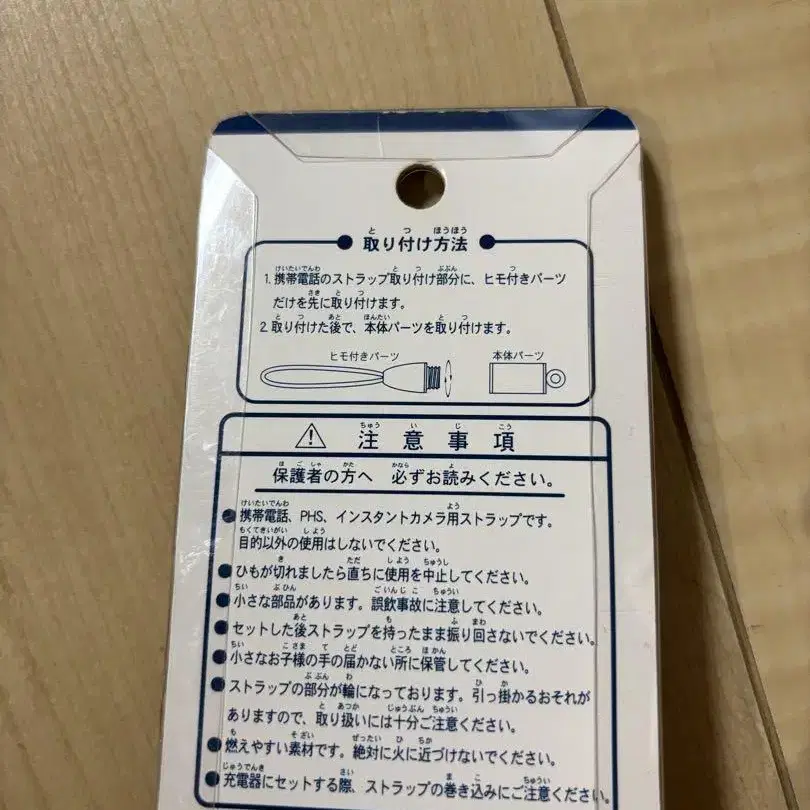 取り付け方法
1. 携帯電話のストラップ取り付け部分に、ヒモ付きパーツ
だけを先に取り付けます。
2. 取り付けた後で、本体パーツを取り付けます。
ヒモ付きパーツ 本体パーツ
⚠ 注意事項
保護者の方へ 必ずお読みください。
●携帯電話、PHS、インスタントカメラ用ストラップです。
目的以外の使用はしないでください。
●ひもが切れましたら直ちに使用を中止してください。
●小さな部品があります。誤飲事故に注意してください。
●セットした後ストラップを持ったまま振り回さないでください。
●小さなお子様の手の届かない所に保管してください。
●ストラップの部分が輪になっております。引っ掛かるおそれが
ありますので、取り扱いには十分ご注意ください。
●燃えやすい素材です。絶対に火に近づけないでください。
●充電器にセットする際、ストラップの巻き込みにご注意ください。